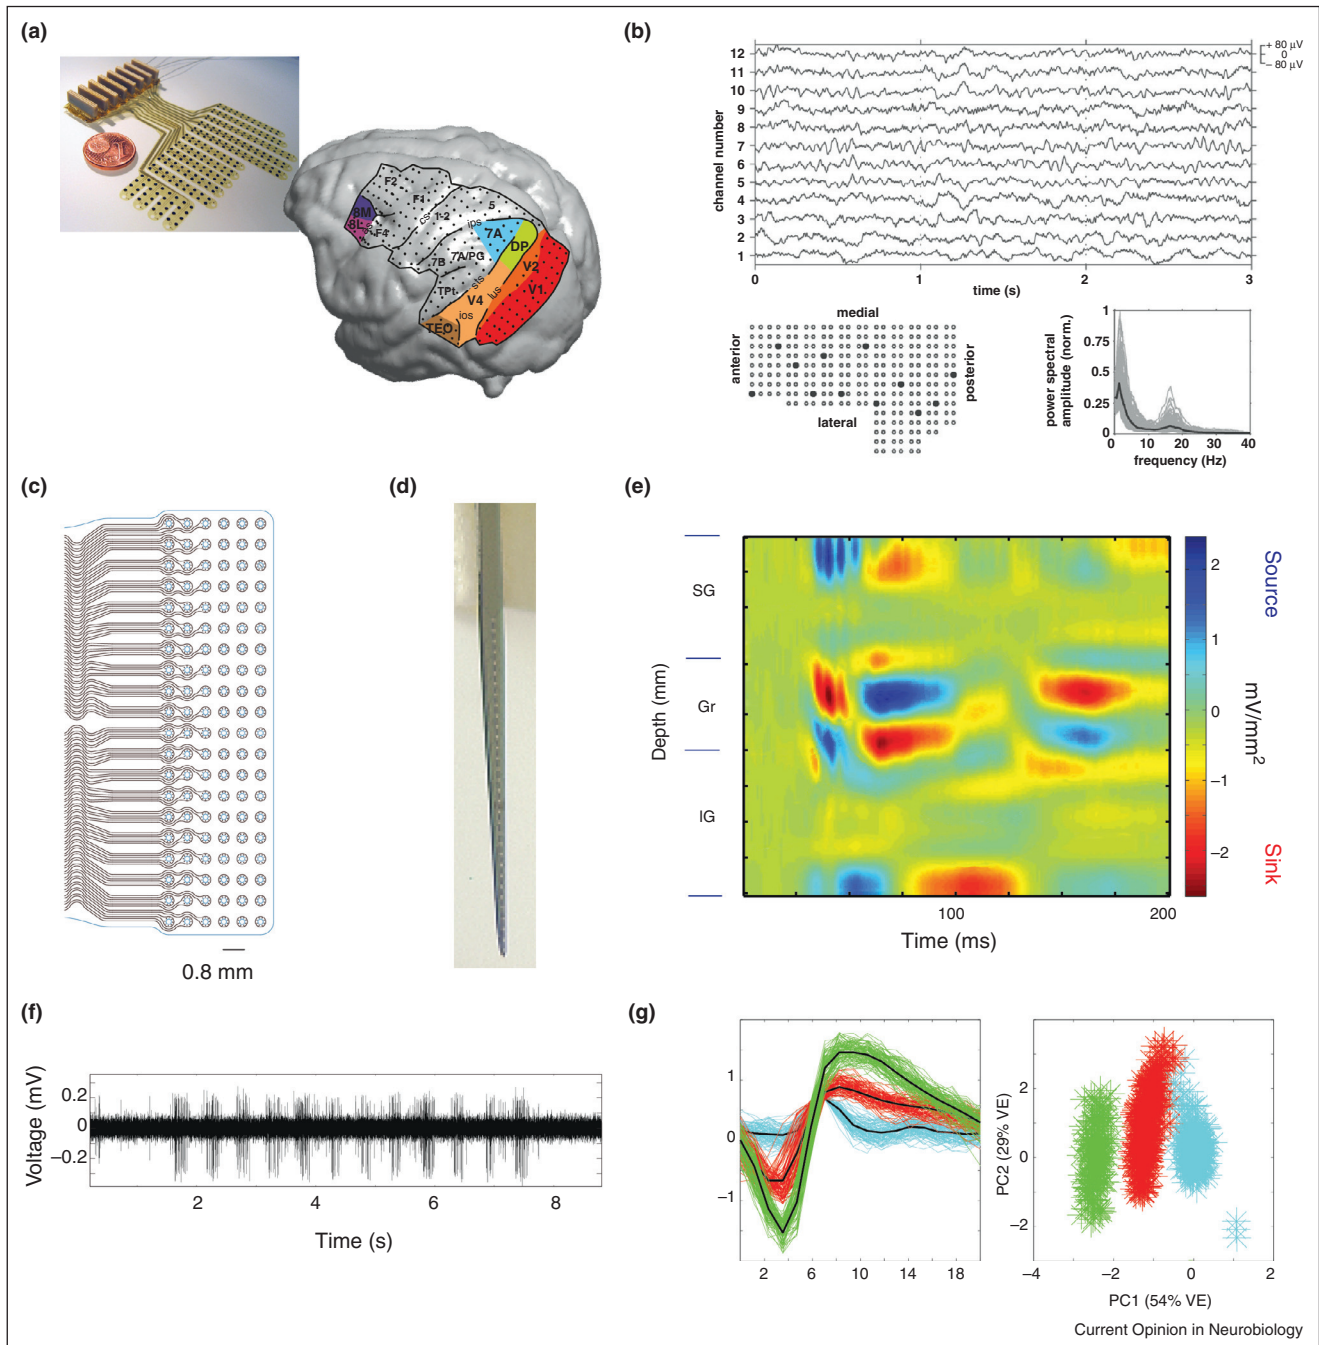 (a)
F2
F1
8M
8L
F4
cs
1-2
5
ips
7A
7B
7A/PG
DP
sts
V2
TPt
V4
lus
V1
ios
TEO
(b)
channel number
12
11
10
9
8
7
6
5
4
3
2
1
+ 80 μV
0
− 80 μV
0 1 2 3
time (s)
medial
anterior
posterior
lateral
power spectral
amplitude (norm.)
1
0.75
0.5
0.25
0
0 10 20 30 40
frequency (Hz)
(c)
0.8 mm
(d)
(e)
Depth (mm)
SG
Gr
IG
100 200
Time (ms)
2
1
0
−1
−2
Source
mV/mm²
Sink
(f)
Voltage (mV)
0.2
0
−0.2
2 4 6 8
Time (s)
(g)
1
0
−1
2 6 10 14 18
PC2 (29% VE)
2
0
−2
−4 −2 0 2
PC1 (54% VE)
Current Opinion in Neurobiology